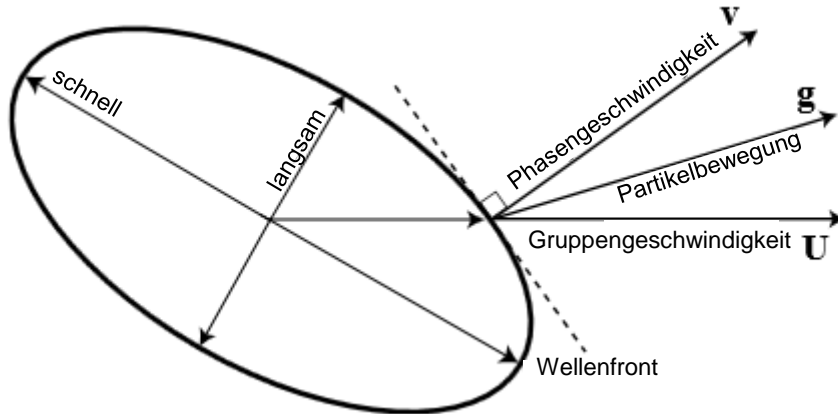 v
schnell
langsam
Phasengeschwindigkeit
g
Partikelbewegung
Gruppengeschwindigkeit U
Wellenfront